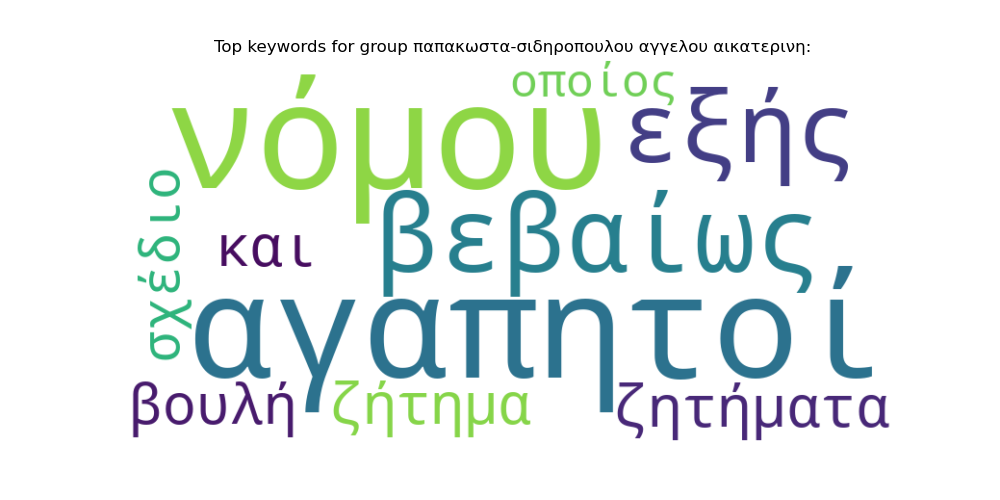 Top keywords for group παπακωστα-σιδηροπουλου αγγελου αικατερινη:
οποίος
νόμου
εξής
σχέδιο
και
βεβαίως
αγαπητοί
βουλή
ζήτημα
ζητήματα